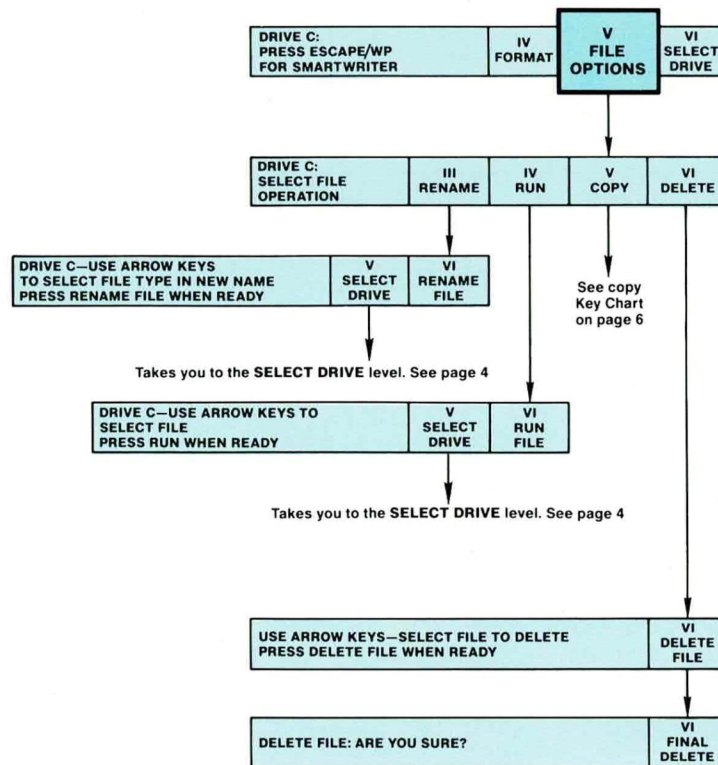 DRIVE C:
PRESS ESCAPE/WP
FOR SMARTWRITER
IV
FORMAT
V
FILE
OPTIONS
VI
SELECT
DRIVE
DRIVE C:
SELECT FILE
OPERATION
III
RENAME
IV
RUN
V
COPY
VI
DELETE
DRIVE C—USE ARROW KEYS
TO SELECT FILE TYPE IN NEW NAME
PRESS RENAME FILE WHEN READY
V
SELECT
DRIVE
VI
RENAME
FILE
See copy
Key Chart
on page 6
Takes you to the SELECT DRIVE level. See page 4
DRIVE C—USE ARROW KEYS TO
SELECT FILE
PRESS RUN WHEN READY
V
SELECT
DRIVE
VI
RUN
FILE
Takes you to the SELECT DRIVE level. See page 4
USE ARROW KEYS—SELECT FILE TO DELETE
PRESS DELETE FILE WHEN READY
VI
DELETE
FILE
DELETE FILE: ARE YOU SURE?
VI
FINAL
DELETE